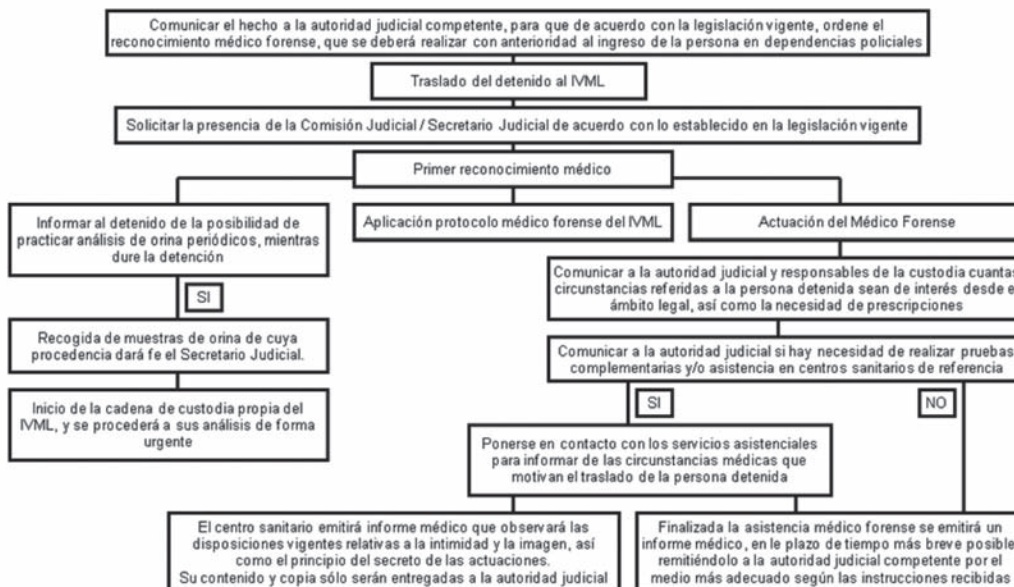 Comunicar el hecho a la autoridad judicial competente, para que de acuerdo con la legislación vigente, ordene el
reconocimiento médico forense, que se deberá realizar con anterioridad al ingreso de la persona en dependencias policiales
Traslado del detenido al IVML
Solicitar la presencia de la Comisión Judicial / Secretario Judicial de acuerdo con lo establecido en la legislación vigente
Primer reconocimiento médico
Informar al detenido de la posibilidad de
practicar análisis de orina periódicos, mientras
dure la detención
SI
Recogida de muestras de orina de cuya
procedencia dará fe el Secretario Judicial.
Inicio de la cadena de custodia propia del
IVML, y se procederá a sus análisis de forma
urgente
Aplicación protocolo médico forense del IVML
Actuación del Médico Forense
Comunicar a la autoridad judicial y responsables de la custodia cuantas
circunstancias referidas a la persona detenida sean de interés desde el
ámbito legal, así como la necesidad de prescripciones
Comunicar a la autoridad judicial si hay necesidad de realizar pruebas
complementarias y/o asistencia en centros sanitarios de referencia
SI
NO
Ponerse en contacto con los servicios asistenciales
para informar de las circunstancias médicas que
motivan el traslado de la persona detenida
El centro sanitario emitirá informe médico que observará las
disposiciones vigentes relativas a la intimidad y la imagen, así
como el principio del secreto de las actuaciones.
Su contenido y copia sólo serán entregadas a la autoridad judicial
Finalizada la asistencia médico forense se emitirá un
informe médico, en le plazo de tiempo más breve posible,
remitiéndolo a la autoridad judicial competente por el
medio más adecuado según las instrucciones recibidas